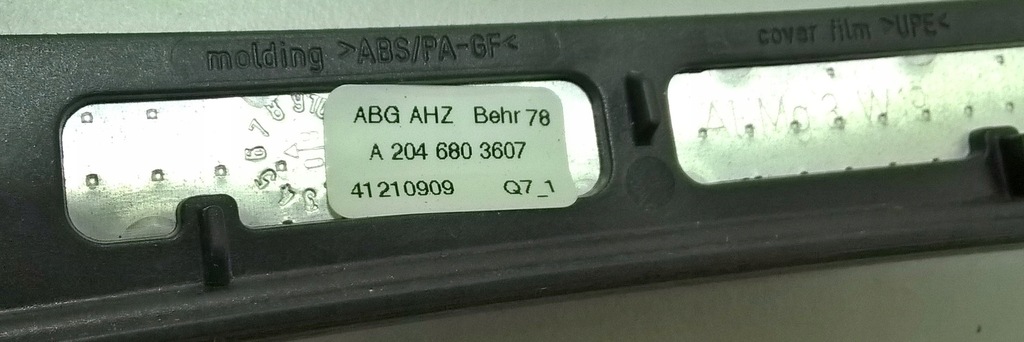 molding >ABS/PA-GF<
cover film >UPE<
ABG AHZ Behr 78
A 204 680 3607
41210909 Q7_1